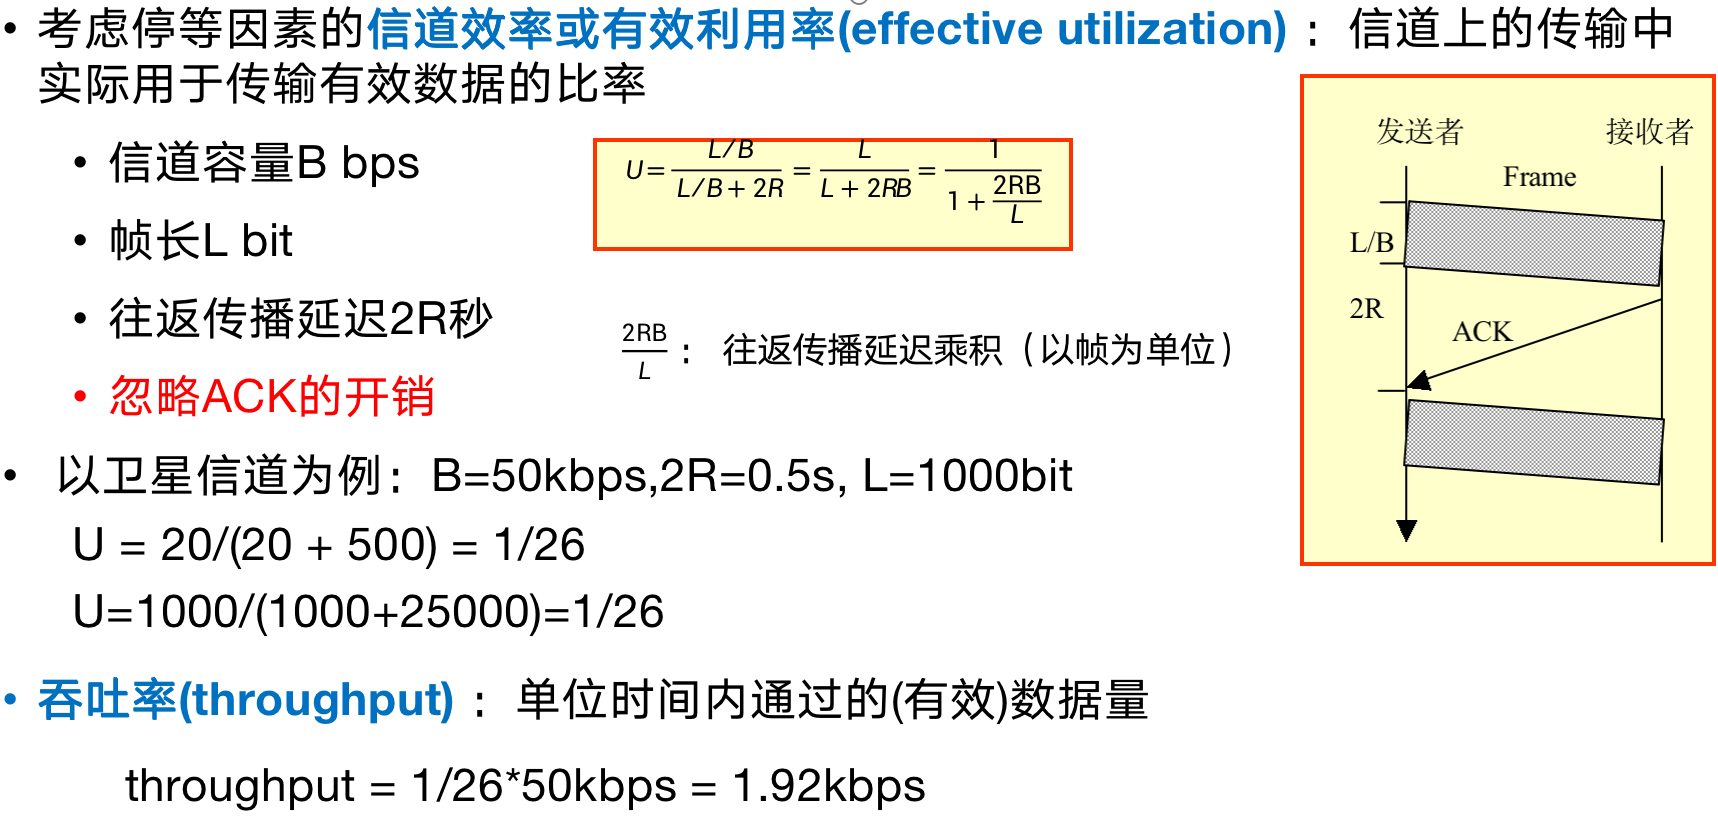 • 考虑停等因素的信道效率或有效利用率(effective utilization)： 信道上的传输中
实际用于传输有效数据的比率
• 信道容量B bps
• 帧长L bit
• 往返传播延迟2R秒
• 忽略ACK的开销
U = (L/B)/(L/B + 2R) = L/(L + 2RB) = 1/(1 + 2RB/L)
2RB/L ： 往返传播延迟乘积（以帧为单位）
发送者 接收者
Frame
L/B
2R
ACK
• 以卫星信道为例：B=50kbps,2R=0.5s, L=1000bit
U = 20/(20 + 500) = 1/26
U=1000/(1000+25000)=1/26
• 吞吐率(throughput)： 单位时间内通过的(有效)数据量
throughput = 1/26*50kbps = 1.92kbps